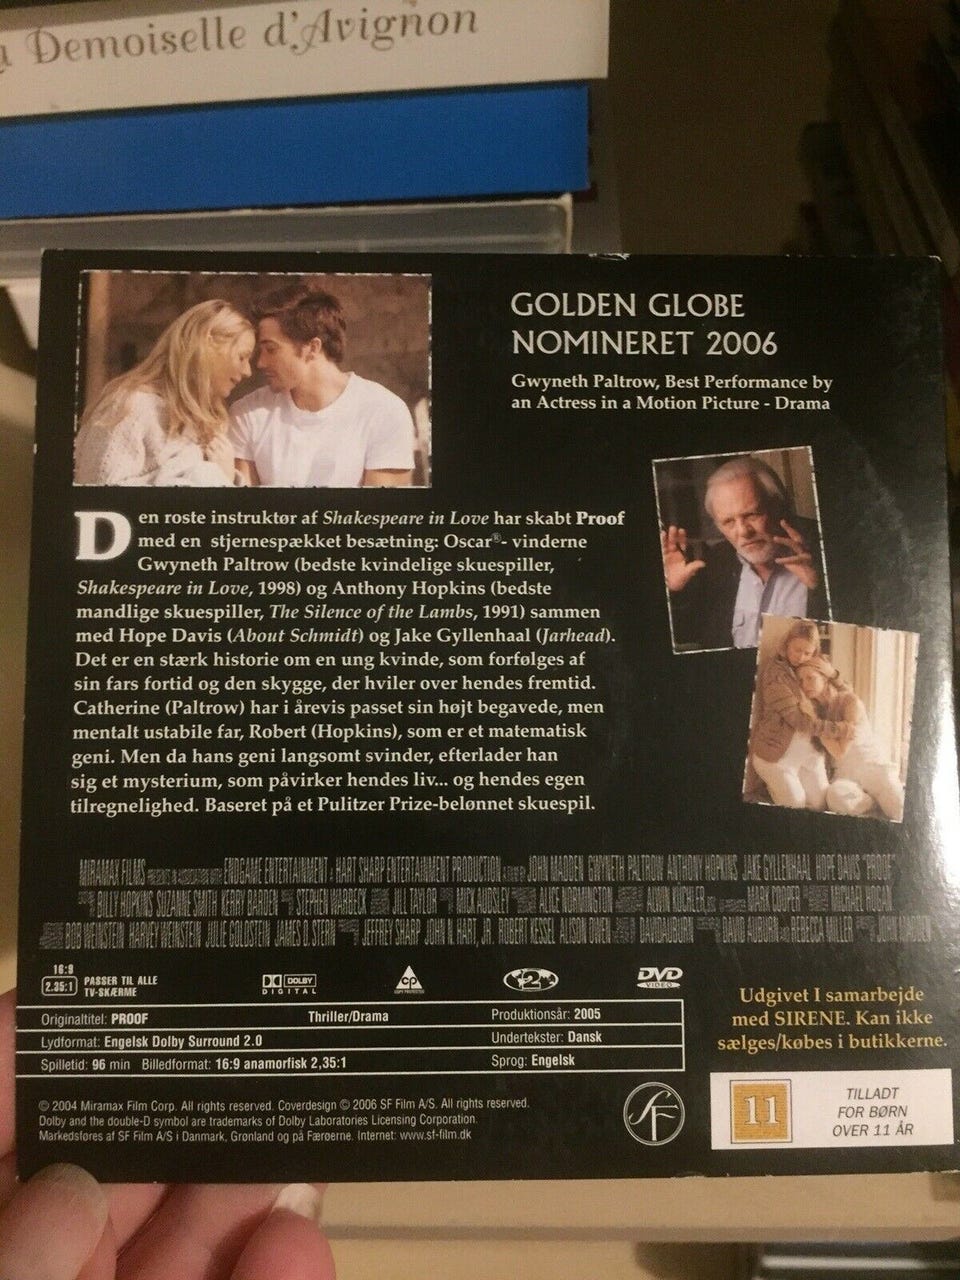 a Demoiselle d'Avignon
GOLDEN GLOBE
NOMINERET 2006
Gwyneth Paltrow, Best Performance by
an Actress in a Motion Picture - Drama
Den roste instruktør af Shakespeare in Love har skabt Proof
med en stjernespækket besætning: Oscar®- vinderne
Gwyneth Paltrow (bedste kvindelige skuespiller,
Shakespeare in Love, 1998) og Anthony Hopkins (bedste
mandlige skuespiller, The Silence of the Lambs, 1991) sammen
med Hope Davis (About Schmidt) og Jake Gyllenhaal (Jarhead).
Det er en stærk historie om en ung kvinde, som forfølges af
sin fars fortid og den skygge, der hviler over hendes fremtid.
Catherine (Paltrow) har i årevis passet sin højt begavede, men
mentalt ustabile far, Robert (Hopkins), som er et matematisk
geni. Men da hans geni langsomt svinder, efterlader han
sig et mysterium, som påvirker hendes liv... og hendes egen
tilregnelighed. Baseret på et Pulitzer Prize-belønnet skuespil.
MIRAMAX FILMS PRESENTS IN ASSOCIATION WITH ENDGAME ENTERTAINMENT A HART SHARP ENTERTAINMENT PRODUCTION JOHN MADDEN GWYNETH PALTROW ANTHONY HOPKINS JAKE GYLLENHAAL HOPE DAVIS "PROOF"
BILLY HOPKINS SUZANNE SMITH KERRY BARDEN STEPHEN WARBECK JILL TAYLOR MICK AUDSLEY ALICE NORMINGTON ALWIN KÜCHLER, BSC MARK COOPER MICHAEL HOGAN
BOB WEINSTEIN HARVEY WEINSTEIN JULIE GOLDSTEIN JAMES D. STERN JEFFREY SHARP JOHN N. HART, JR. ROBERT KESSEL ALISON OWEN DAVID AUBURN DAVID AUBURN AND REBECCA MILLER JOHN MADDEN
16:9
2.35:1
PASSER TIL ALLE
TV-SKÆRME
DOLBY
DIGITAL
CP
COPY PROTECTED
2
DVD
VIDEO
Originaltitel: PROOF Thriller/Drama Produktionsår: 2005
Lydformat: Engelsk Dolby Surround 2.0 Undertekster: Dansk
Spilletid: 96 min Billedformat: 16:9 anamorfisk 2,35:1 Sprog: Engelsk
Udgivet I samarbejde
med SIRENE. Kan ikke
sælges/købes i butikkerne.
© 2004 Miramax Film Corp. All rights reserved. Coverdesign © 2006 SF Film A/S. All rights reserved.
Dolby and the double-D symbol are trademarks of Dolby Laboratories Licensing Corporation.
Markedsføres af SF Film A/S i Danmark, Grønland og på Færøerne. Internet: www.sf-film.dk
SF
11
TILLADT
FOR BØRN
OVER 11 ÅR